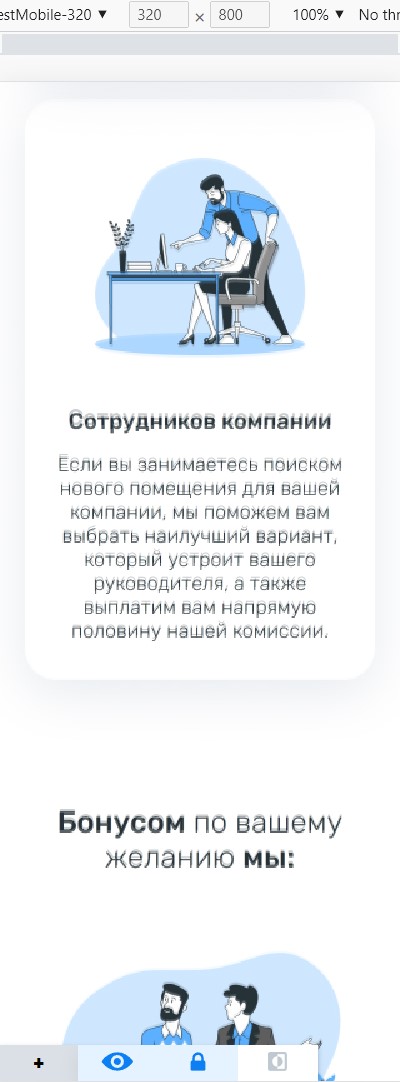 estMobile-320 ▼ 320 × 800 100% ▼ No thr
Сотрудников компании
Если вы занимаетесь поиском
нового помещения для вашей
компании, мы поможем вам
выбрать наилучший вариант,
который устроит вашего
руководителя, а также
выплатим вам напрямую
половину нашей комиссии.
Бонусом по вашему
желанию мы:
+